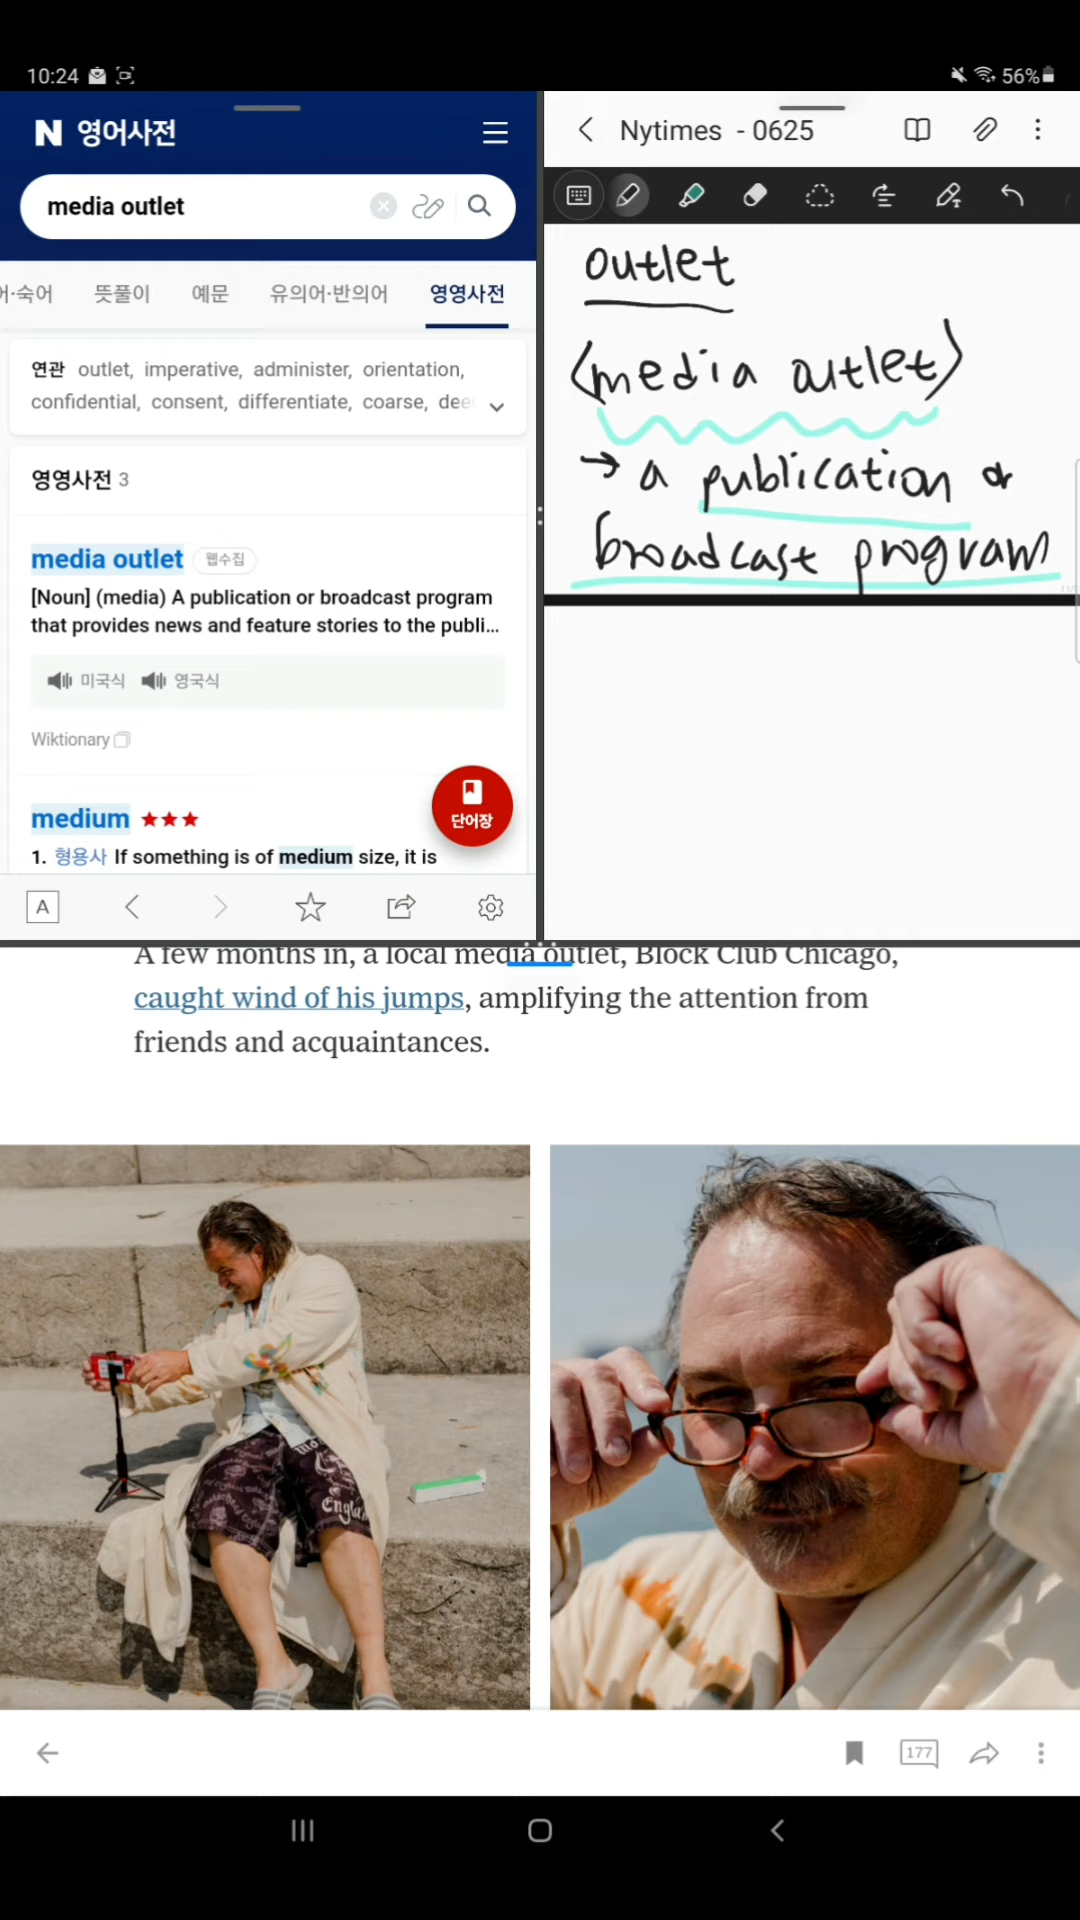 10:24
56%
N 영어사전
media outlet
어·숙어 뜻풀이 예문 유의어·반의어 영영사전
연관 outlet, imperative, administer, orientation,
confidential, consent, differentiate, coarse,
영영사전 3
media outlet 웹수집
[Noun] (media) A publication or broadcast program
that provides news and feature stories to the publi...
미국식 영국식
Wiktionary
단어장
medium ★★★
1. 형용사 If something is of medium size, it is
A
Nytimes - 0625
outlet
<media outlet>
→ a publication or
broadcast program
A few months in, a local media outlet, Block Club Chicago,
caught wind of his jumps, amplifying the attention from
friends and acquaintances.
England
177